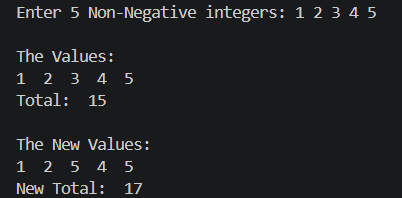 Enter 5 Non-Negative integers: 1 2 3 4 5
The Values:
1  2  3  4  5
Total:  15
The New Values:
1  2  5  4  5
New Total:  17